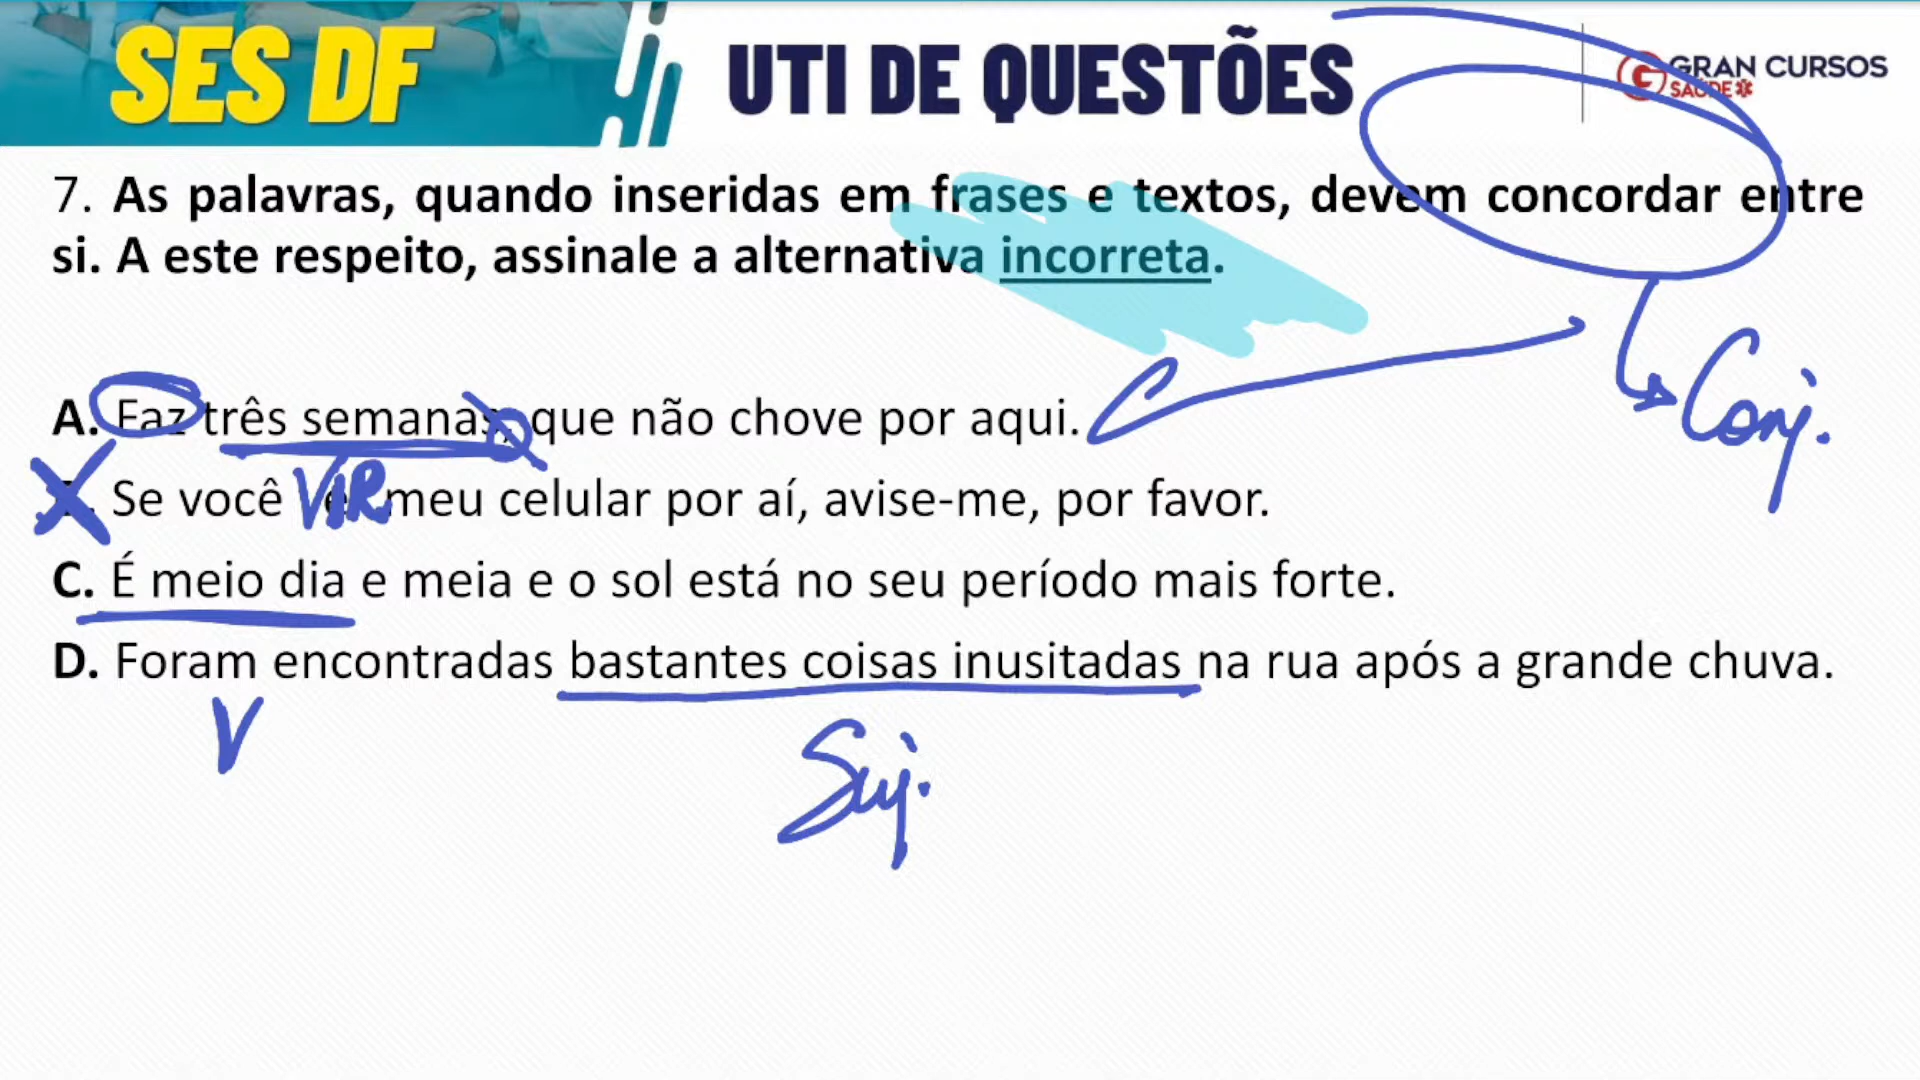 SES DF
UTI DE QUESTÕES
GRAN CURSOS
SAÚDE
7. As palavras, quando inseridas em frases e textos, devem concordar entre
si. A este respeito, assinale a alternativa incorreta.
A. Faz três semanas, que não chove por aqui.
Conj.
Se você VIR meu celular por aí, avise-me, por favor.
C. É meio dia e meia e o sol está no seu período mais forte.
D. Foram encontradas bastantes coisas inusitadas na rua após a grande chuva.
V
Suj.